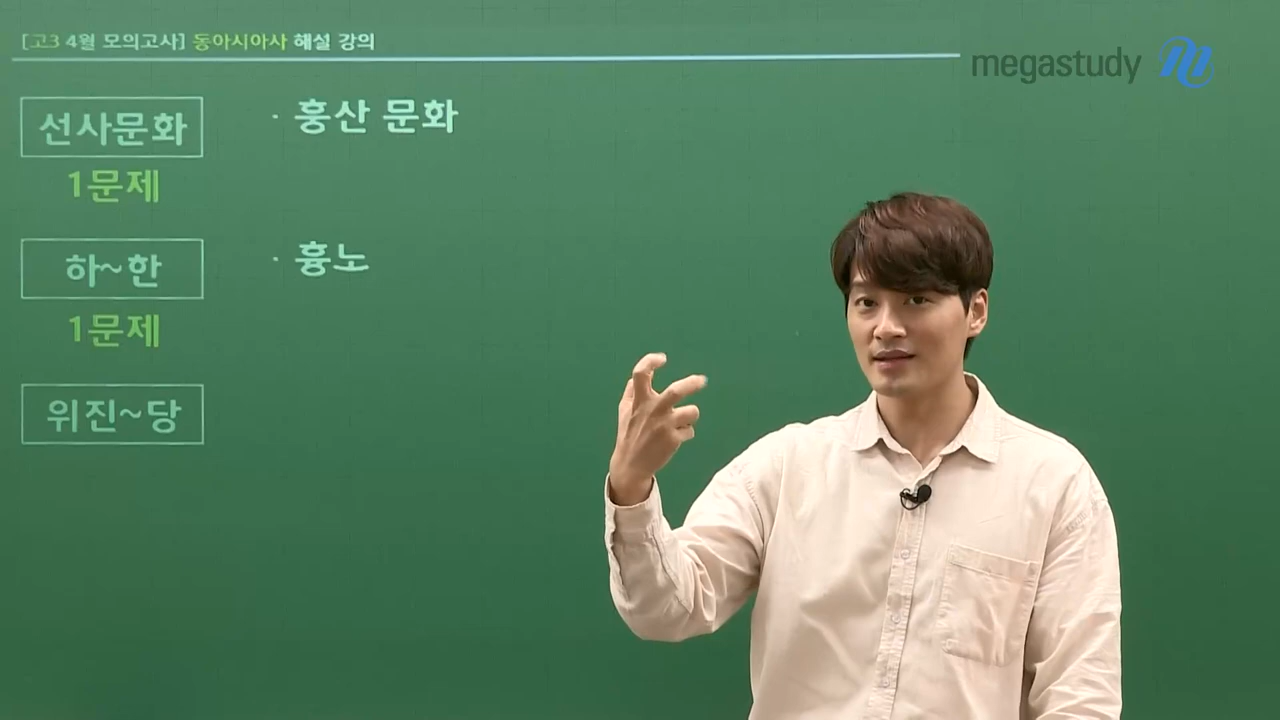 [고3 4월 모의고사] 동아시아사 해설 강의
megastudy
선사문화
· 훙산 문화
1문제
하~한
· 흉노
1문제
위진~당